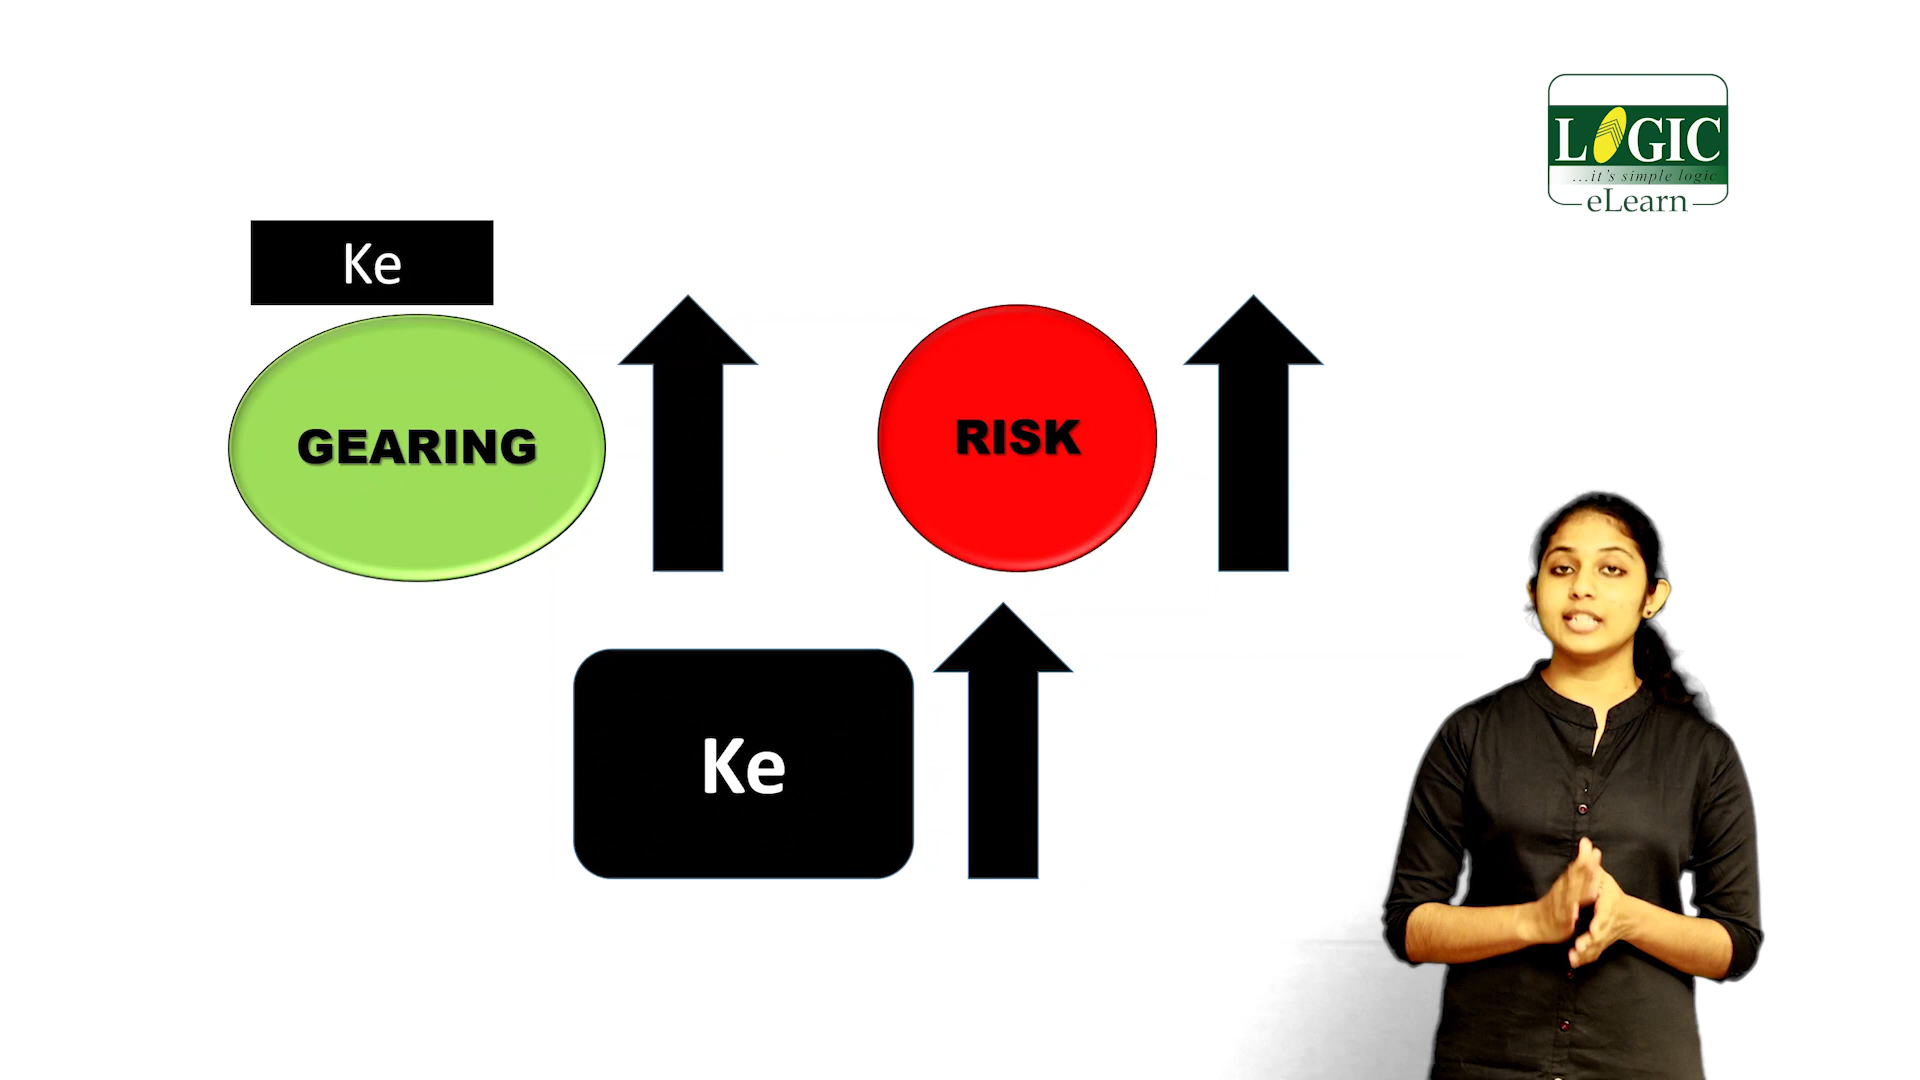 LOGIC
...it's simple logic
eLearn
Ke
GEARING
RISK
Ke